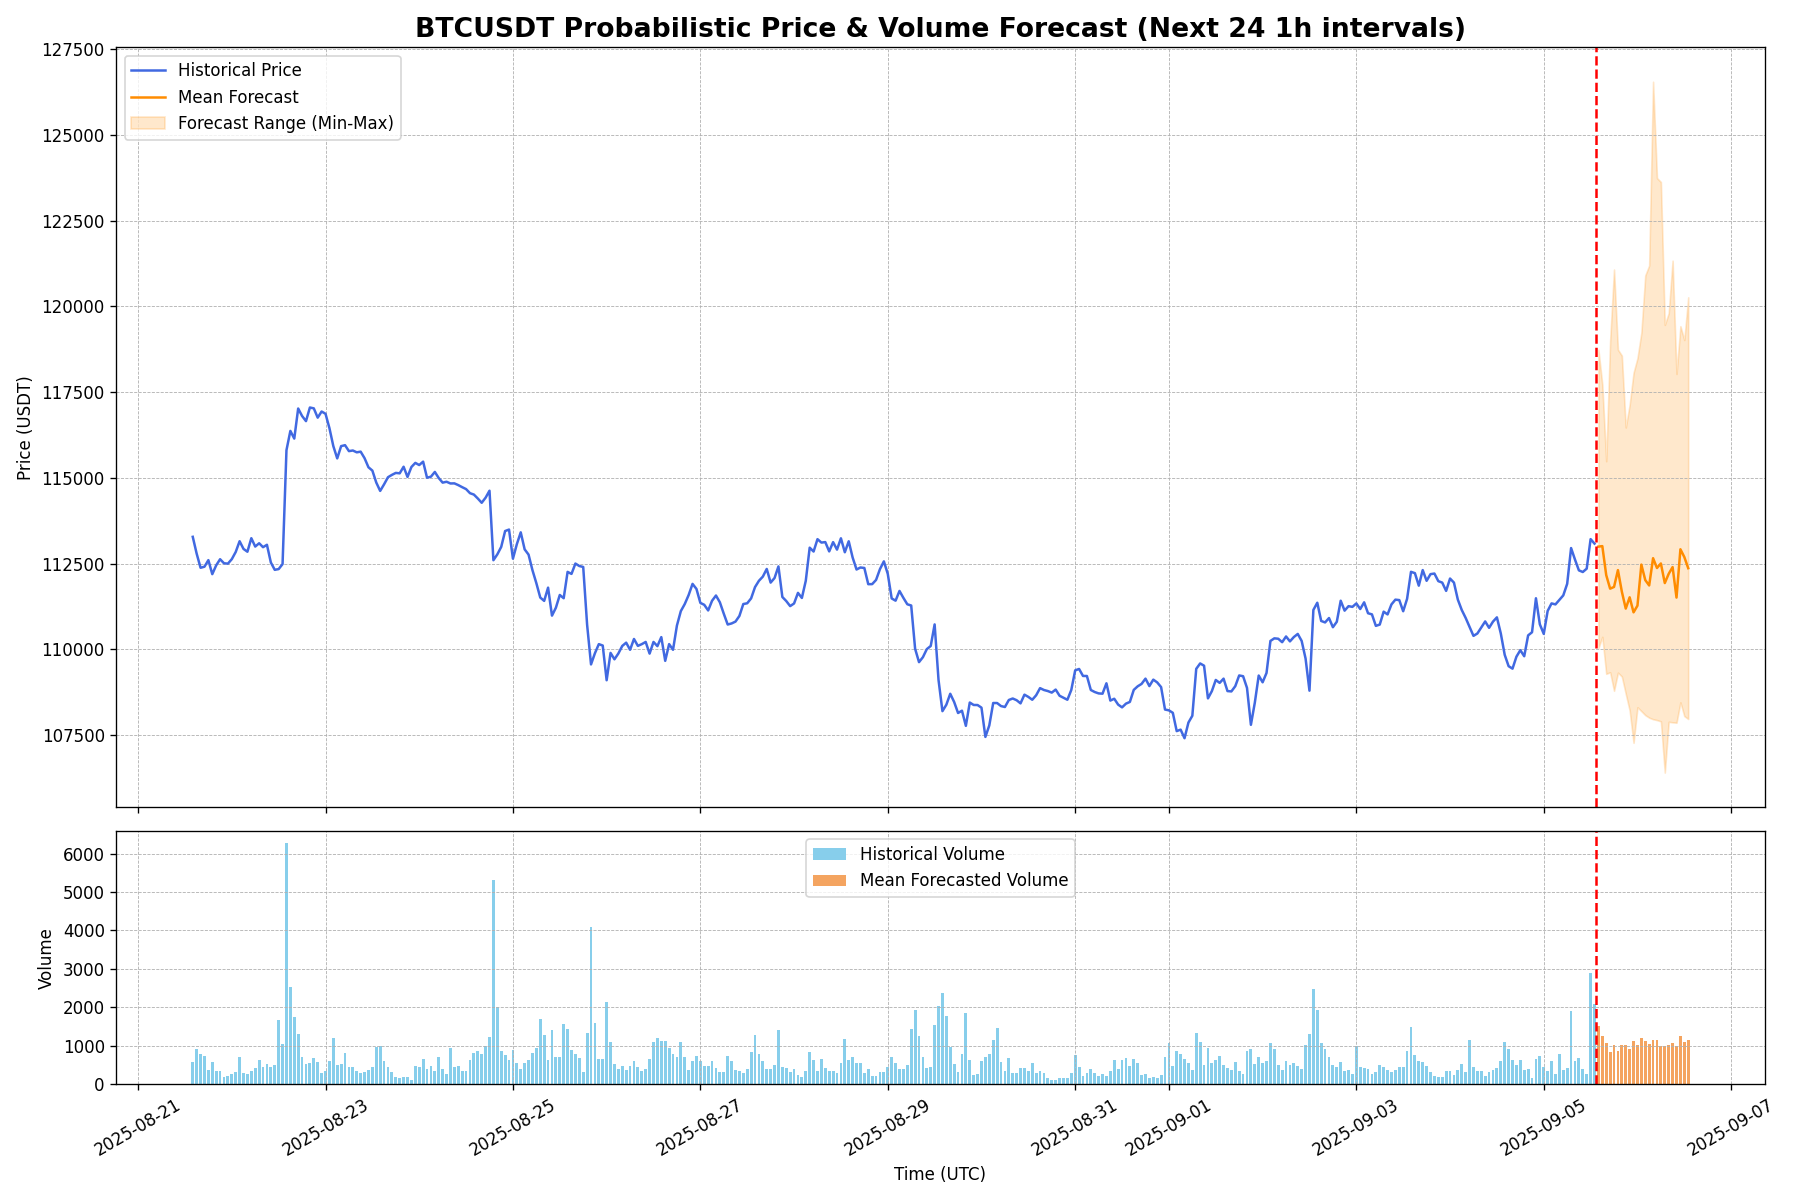 BTCUSDT Probabilistic Price & Volume Forecast (Next 24 1h intervals)
127500
125000
122500
120000
117500
115000
112500
110000
107500
Price (USDT)
Historical Price
Mean Forecast
Forecast Range (Min-Max)
6000
5000
4000
3000
2000
1000
0
Volume
Historical Volume
Mean Forecasted Volume
2025-08-21
2025-08-23
2025-08-25
2025-08-27
2025-08-29
2025-08-31
2025-09-01
2025-09-03
2025-09-05
2025-09-07
Time (UTC)